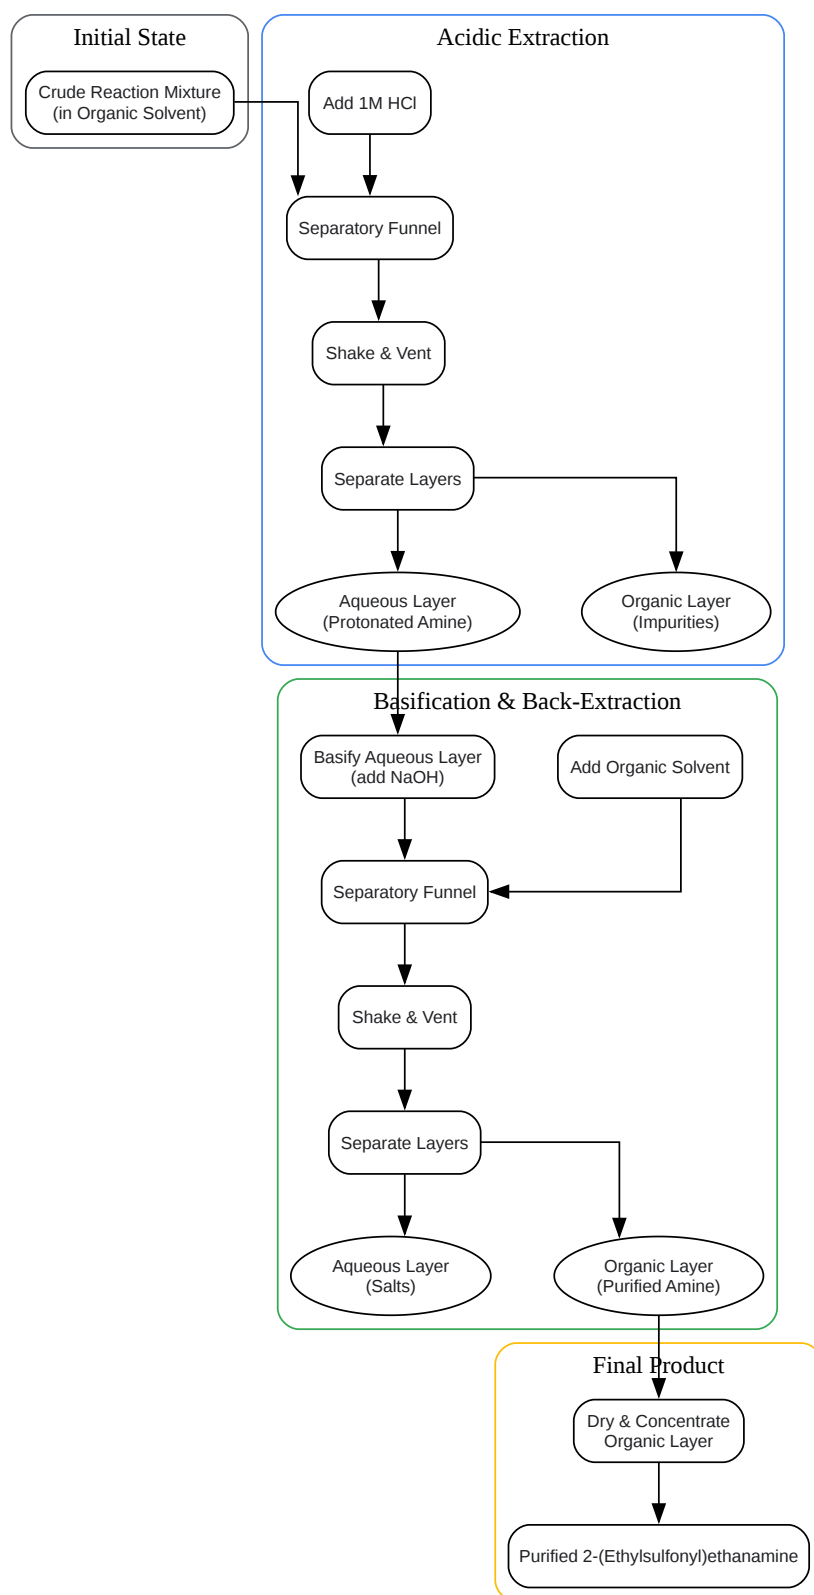 Initial State
Acidic Extraction
Crude Reaction Mixture
(in Organic Solvent)
Add 1M HCl
Separatory Funnel
Shake & Vent
Separate Layers
Aqueous Layer
(Protonated Amine)
Organic Layer
(Impurities)
Basification & Back-Extraction
Basify Aqueous Layer
(add NaOH)
Add Organic Solvent
Separatory Funnel
Shake & Vent
Separate Layers
Aqueous Layer
(Salts)
Organic Layer
(Purified Amine)
Final Product
Dry & Concentrate
Organic Layer
Purified 2-(Ethylsulfonyl)ethanamine